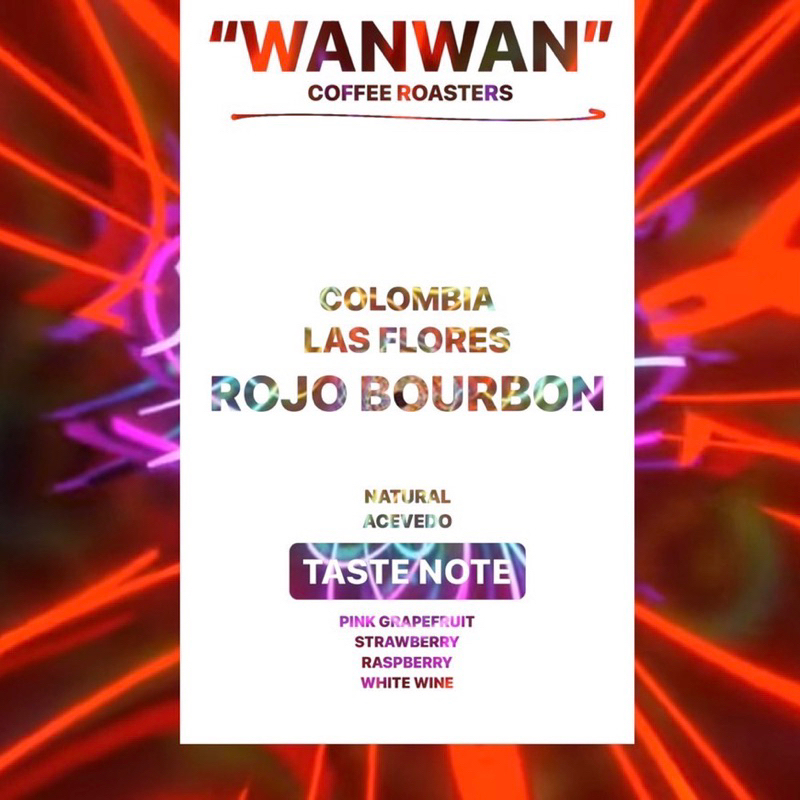 “WANWAN”
COFFEE ROASTERS
COLOMBIA
LAS FLORES
ROJO BOURBON
NATURAL
ACEVEDO
TASTE NOTE
PINK GRAPEFRUIT
STRAWBERRY
RASPBERRY
WHITE WINE